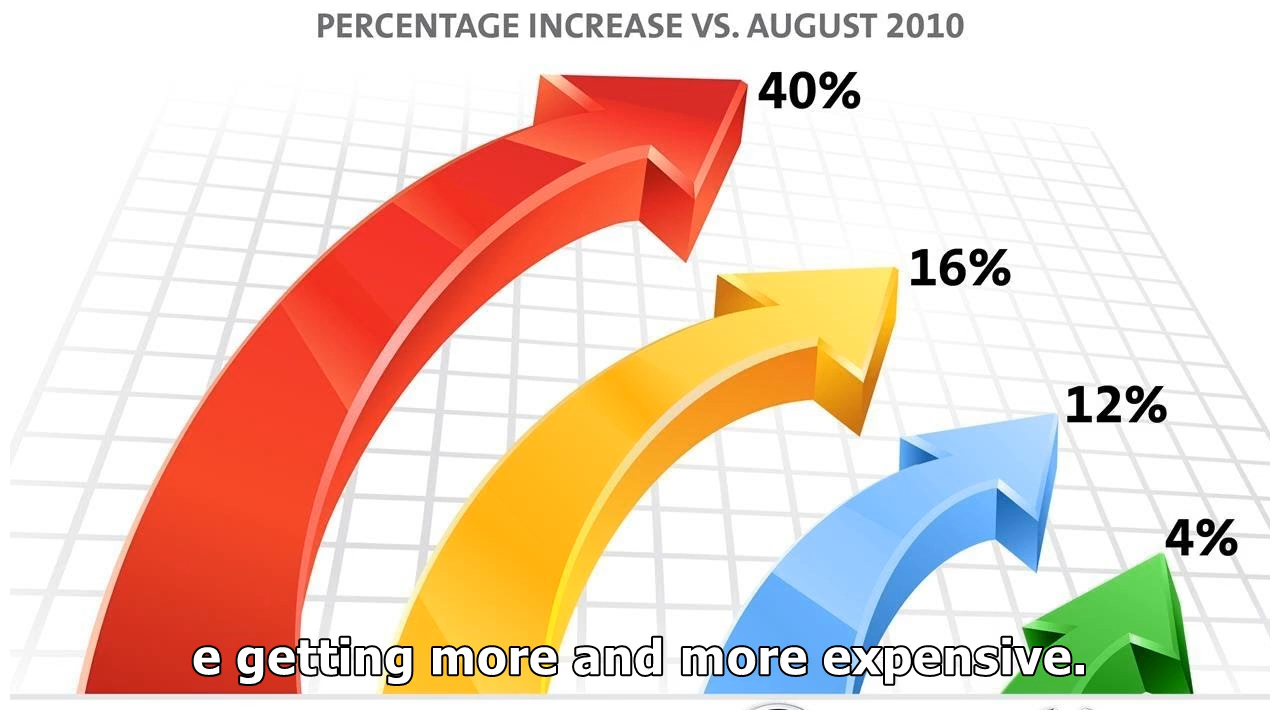 PERCENTAGE INCREASE VS. AUGUST 2010
40%
16%
12%
4%
e getting more and more expensive.